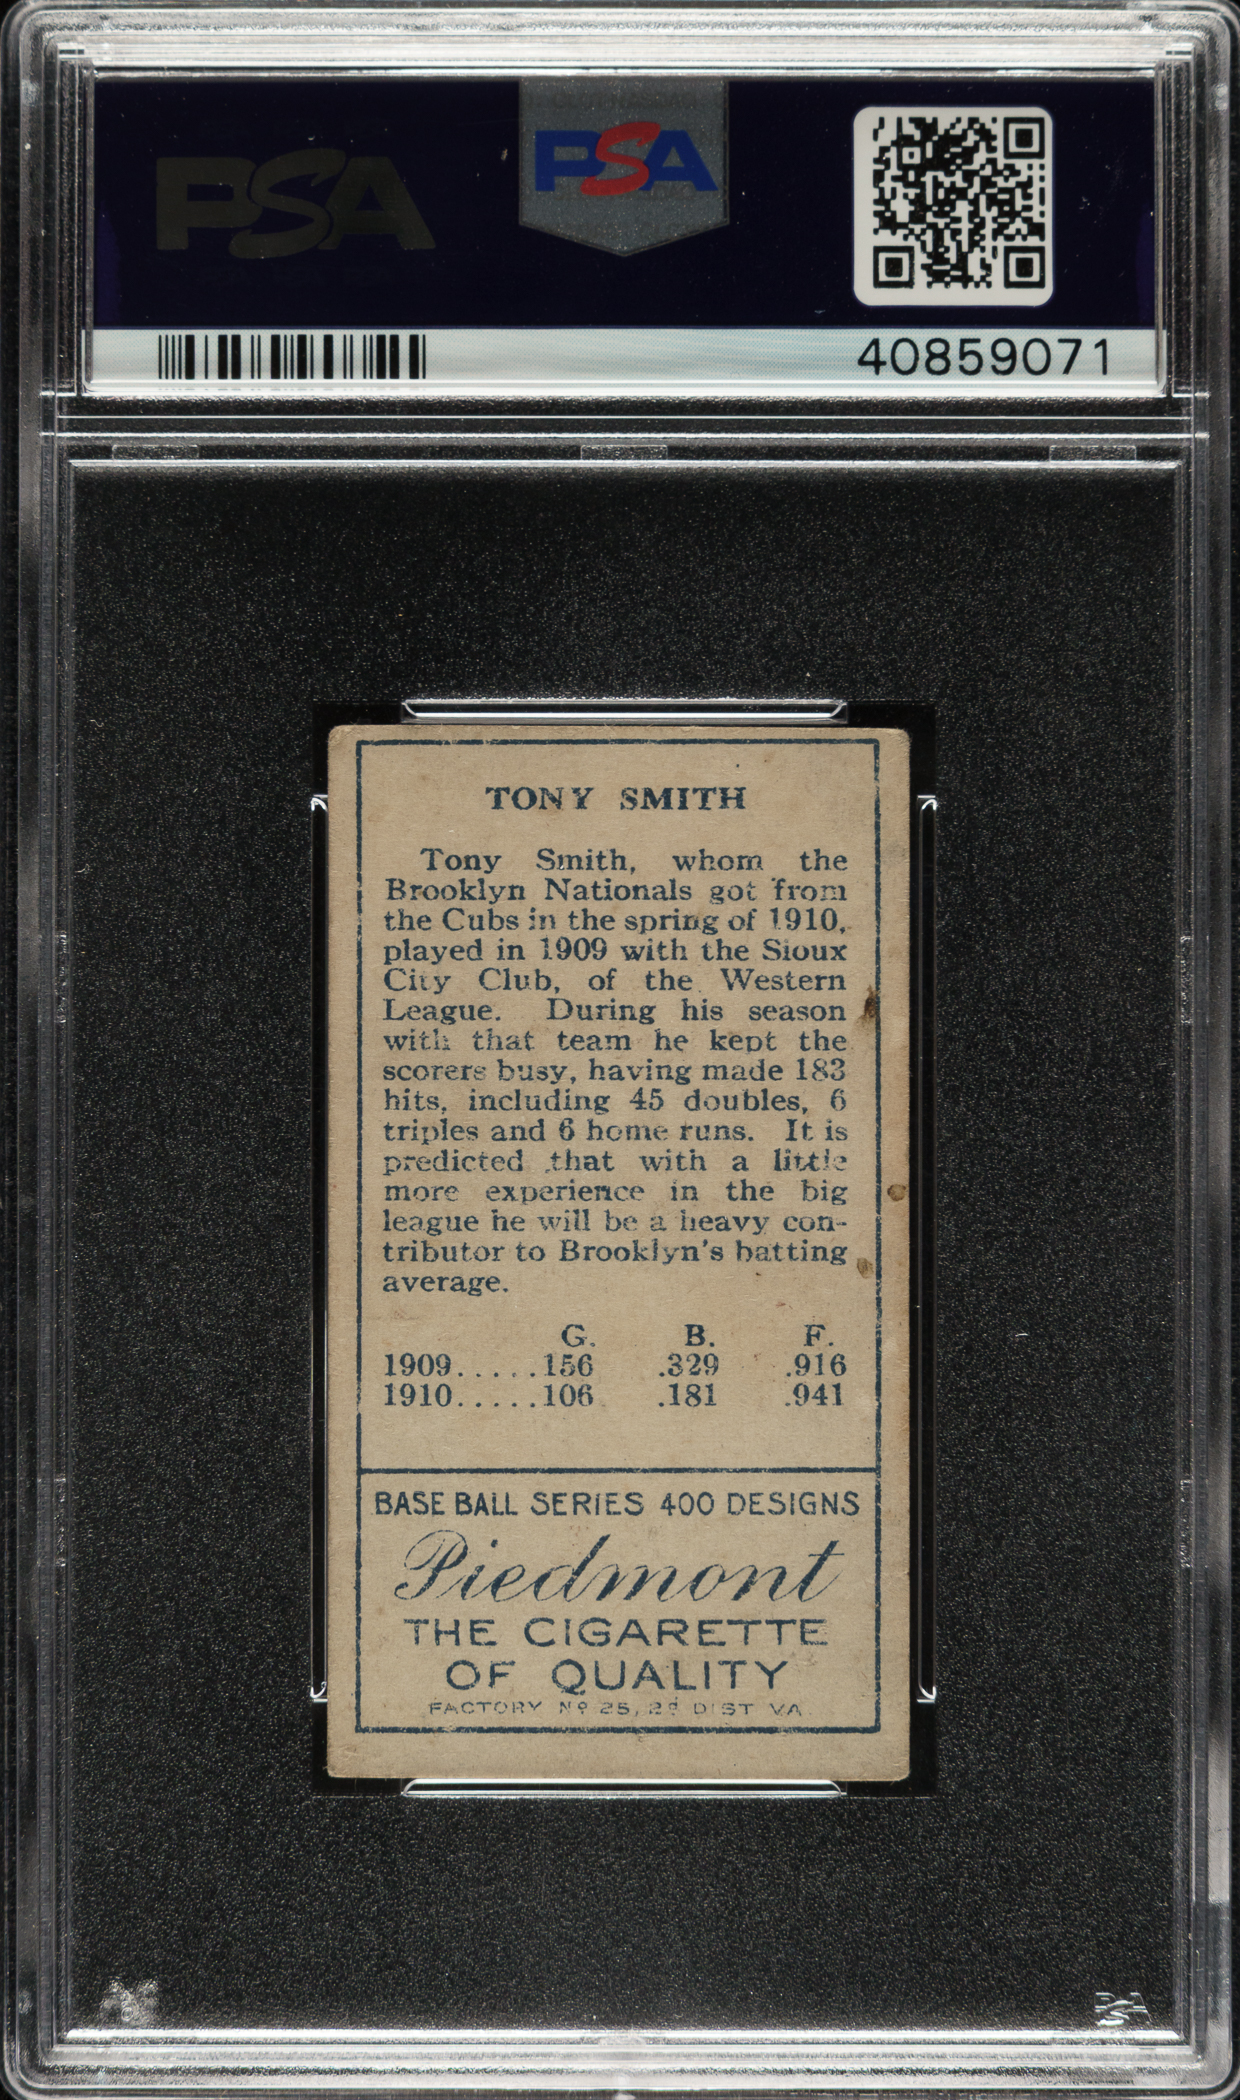 PSA
PSA
40859071
TONY SMITH
Tony Smith, whom the
Brooklyn Nationals got from
the Cubs in the spring of 1910,
played in 1909 with the Sioux
City Club, of the Western
League. During his season
with that team he kept the
scorers busy, having made 183
hits, including 45 doubles, 6
triples and 6 home runs. It is
predicted that with a little
more experience in the big
league he will be a heavy con-
tributor to Brooklyn's batting
average.
G. B. F.
1909.....156 .329 .916
1910.....106 .181 .941
BASE BALL SERIES 400 DESIGNS
Piedmont
THE CIGARETTE
OF QUALITY
FACTORY Nº 25, 2d DIST VA.
PSA